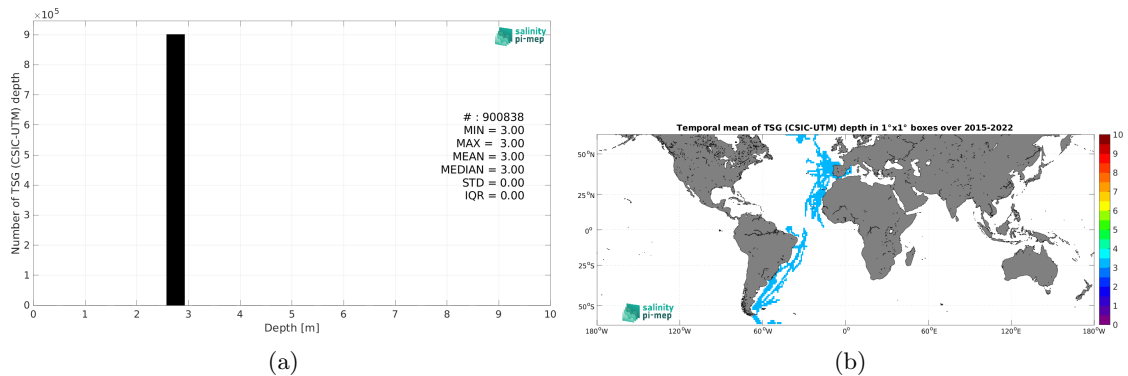 ×10⁵
9
8
7
6
5
4
3
2
1
0
Number of TSG (CSIC-UTM) depth
0 1 2 3 4 5 6 7 8 9 10
Depth [m]
salinity
pi-mep
# : 900838
MIN = 3.00
MAX = 3.00
MEAN = 3.00
MEDIAN = 3.00
STD = 0.00
IQR = 0.00
(a)
Temporal mean of TSG (CSIC-UTM) depth in 1°x1° boxes over 2015-2022
50°N
25°N
0°
25°S
50°S
180°W 120°W 60°W 0° 60°E 120°E 180°W
salinity
pi-mep
10
9
8
7
6
5
4
3
2
1
0
(b)